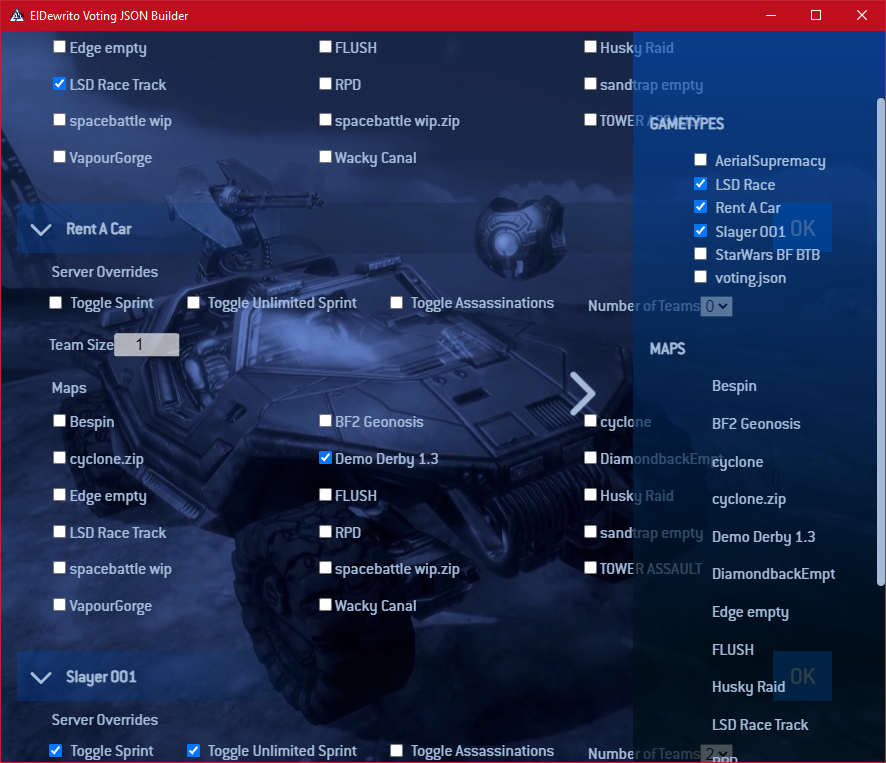 ElDewrito Voting JSON Builder
Edge empty FLUSH Husky Raid
LSD Race Track RPD sandtrap empty
spacebattle wip spacebattle wip.zip TOWER ASSAULT
VapourGorge Wacky Canal
Rent A Car OK
Server Overrides
Toggle Sprint Toggle Unlimited Sprint Toggle Assassinations Number of Teams 0
Team Size 1
Maps
Bespin BF2 Geonosis cyclone
cyclone.zip Demo Derby 1.3 DiamondbackEmpt
Edge empty FLUSH Husky Raid
LSD Race Track RPD sandtrap empty
spacebattle wip spacebattle wip.zip TOWER ASSAULT
VapourGorge Wacky Canal
Slayer 001 OK
Server Overrides
Toggle Sprint Toggle Unlimited Sprint Toggle Assassinations Number of Teams 2
GAMETYPES
AerialSupremacy
LSD Race
Rent A Car
Slayer 001
StarWars BF BTB
voting.json
MAPS
Bespin
BF2 Geonosis
cyclone
cyclone.zip
Demo Derby 1.3
DiamondbackEmpt
Edge empty
FLUSH
Husky Raid
LSD Race Track
RPD